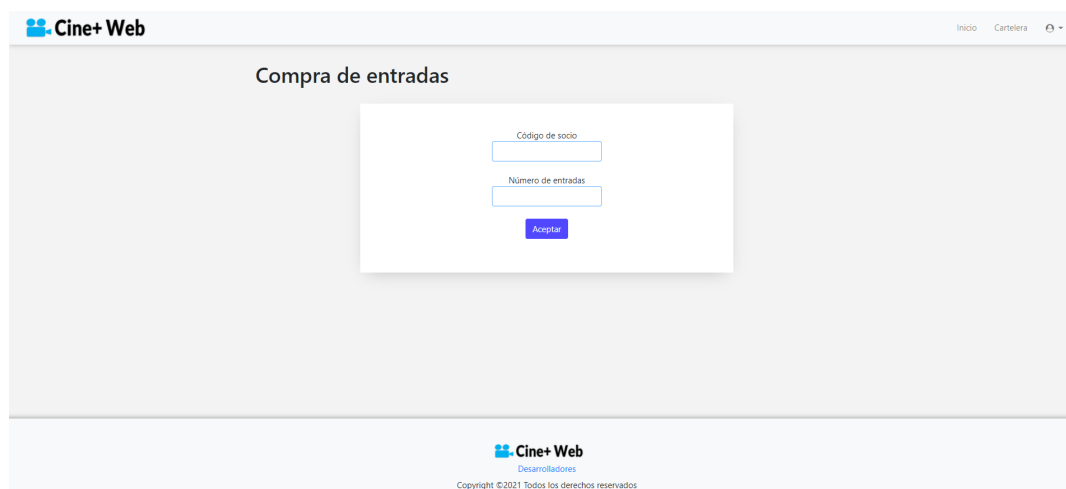 Cine+ Web
Inicio Cartelera
Compra de entradas
Código de socio
Número de entradas
Aceptar
Cine+ Web
Desarrolladores
Copyright ©2021 Todos los derechos reservados